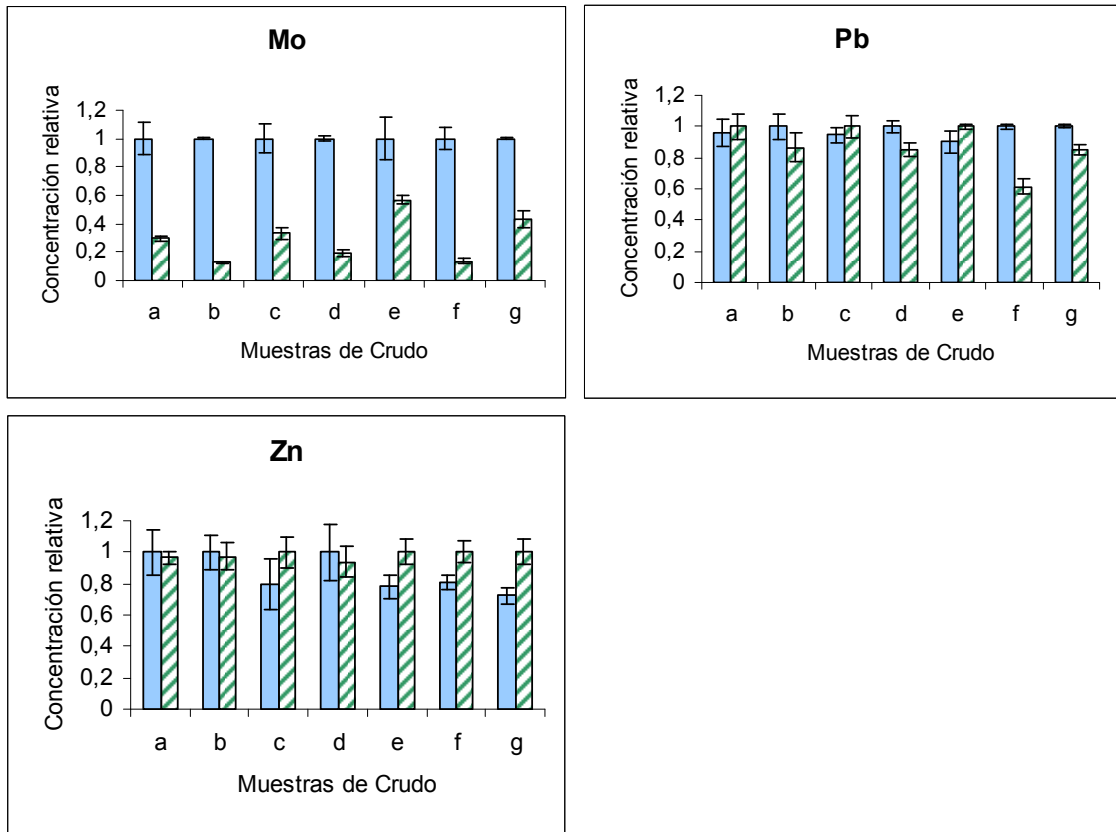 Mo
Concentración relativa
1,2
1
0,8
0,6
0,4
0,2
0
a b c d e f g
Muestras de Crudo
Pb
Concentración relativa
1,2
1
0,8
0,6
0,4
0,2
0
a b c d e f g
Muestras de Crudo
Zn
Concentración relativa
1,2
1
0,8
0,6
0,4
0,2
0
a b c d e f g
Muestras de Crudo